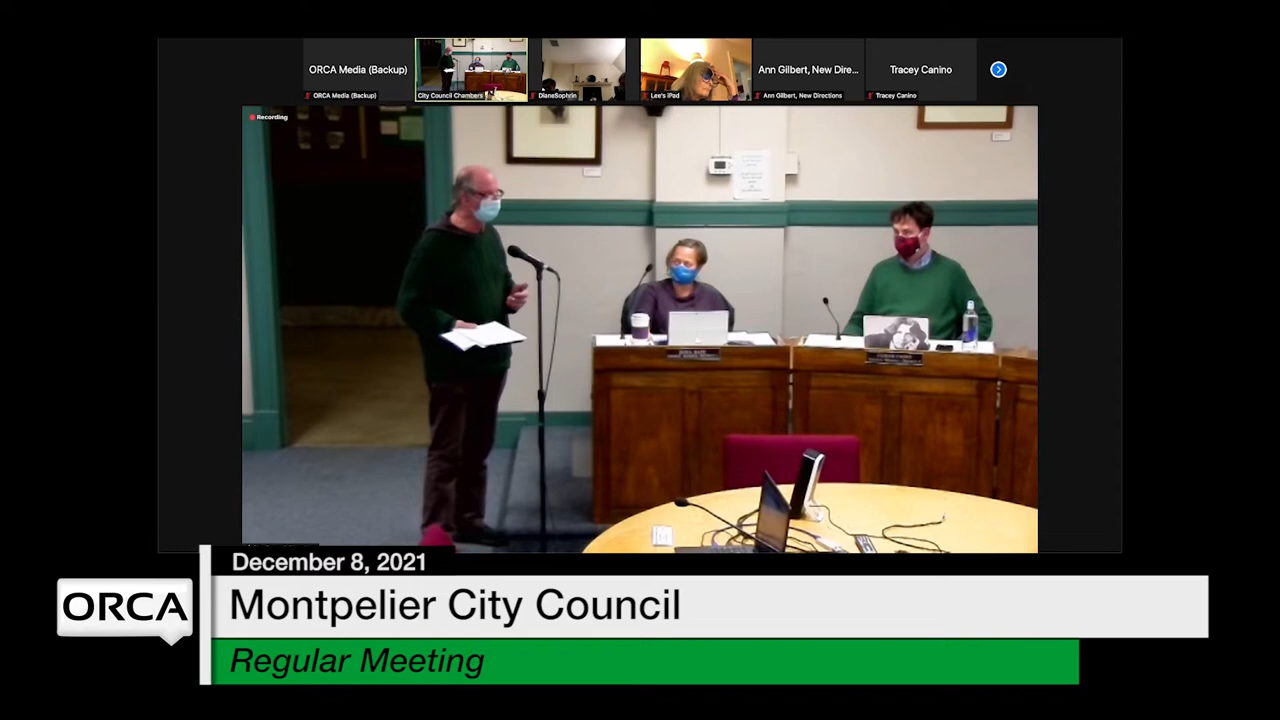 ORCA Media (Backup)
Ann Gilbert, New Dire...
Tracey Canino
ORCA Media (Backup)
City Council Chambers
DianeSophrin
Lee's iPad
Ann Gilbert, New Directions
Tracey Canino
Recording
December 8, 2021
ORCA
Montpelier City Council
Regular Meeting